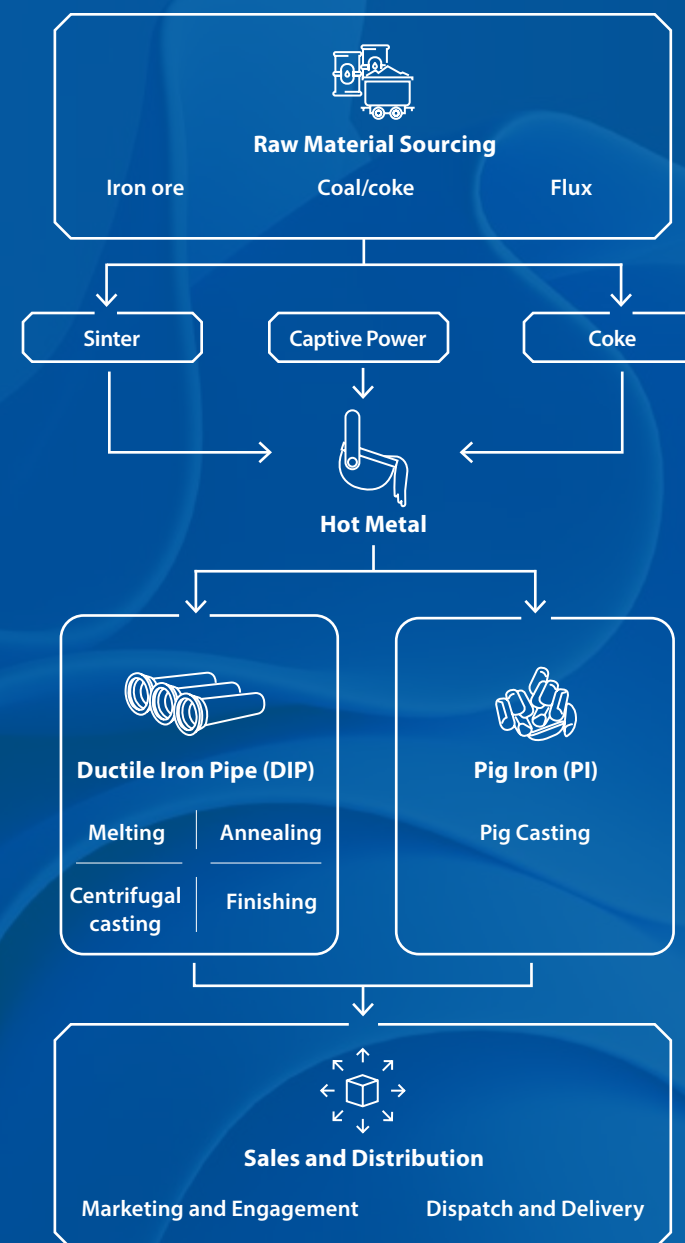 Raw Material Sourcing
Iron ore
Coal/coke
Flux
Sinter
Captive Power
Coke
Hot Metal
Ductile Iron Pipe (DIP)
Melting
Annealing
Centrifugal
casting
Finishing
Pig Iron (PI)
Pig Casting
Sales and Distribution
Marketing and Engagement
Dispatch and Delivery